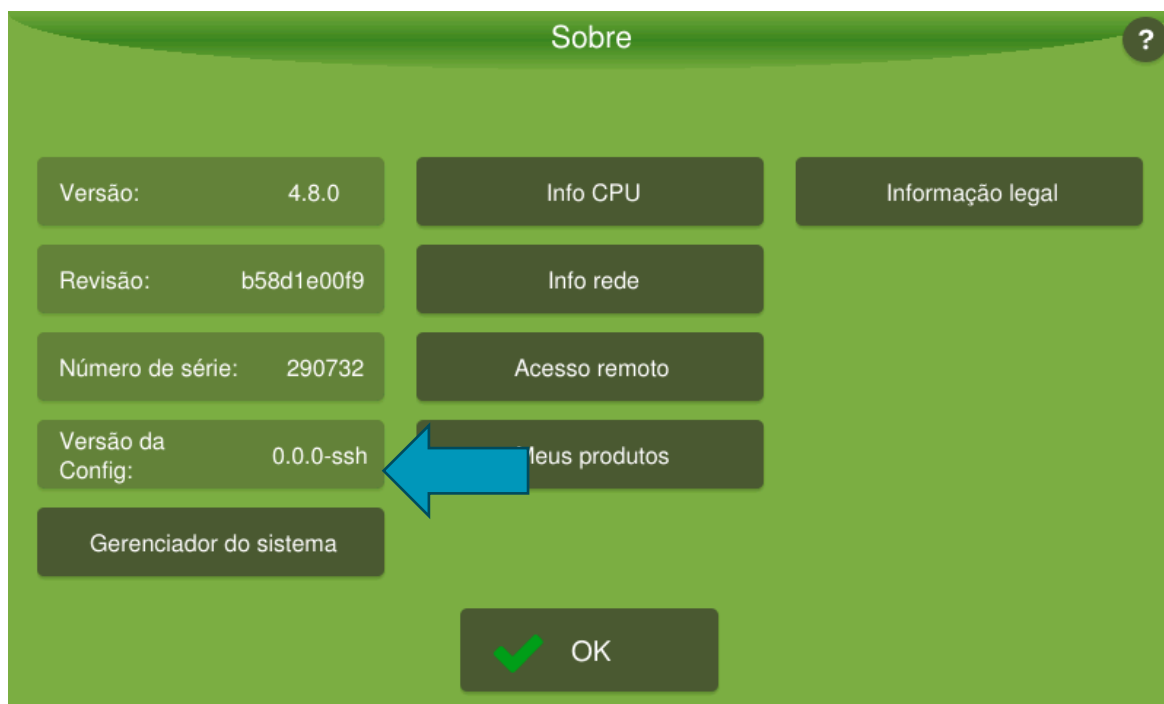 Sobre
?
Versão: 4.8.0
Info CPU
Informação legal
Revisão: b58d1e00f9
Info rede
Número de série: 290732
Acesso remoto
Versão da
Config: 0.0.0-ssh
Meus produtos
Gerenciador do sistema
OK